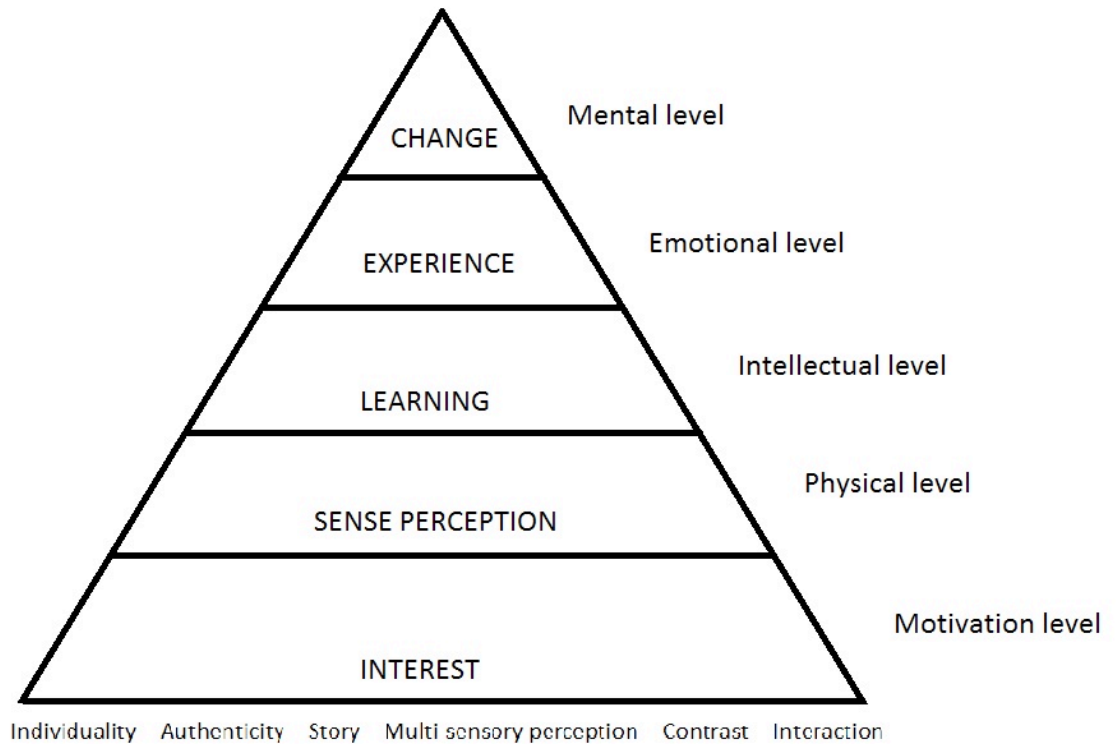 Mental level
CHANGE
Emotional level
EXPERIENCE
Intellectual level
LEARNING
Physical level
SENSE PERCEPTION
Motivation level
INTEREST
Individuality Authenticity Story Multi sensory perception Contrast Interaction